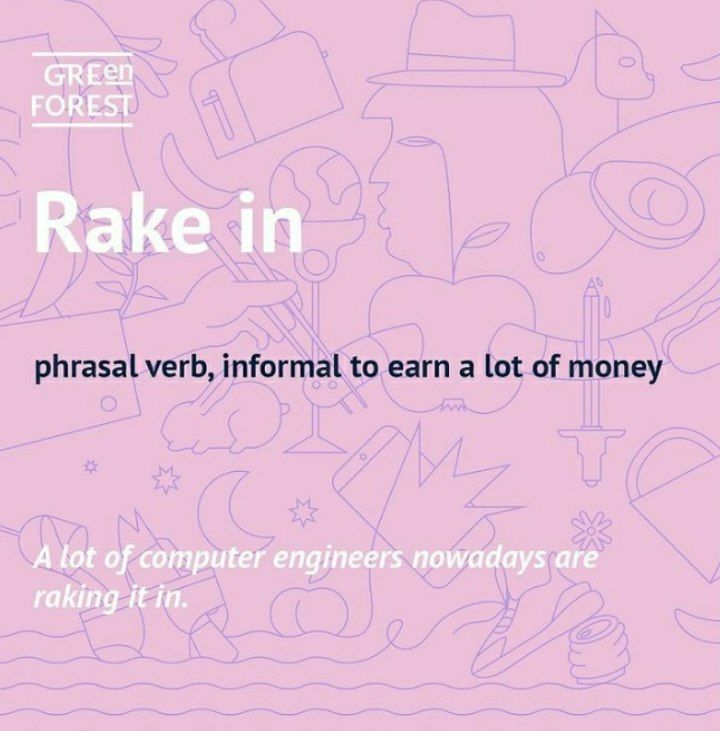 GREen
FOREST
Rake in
phrasal verb, informal to earn a lot of money
A lot of computer engineers nowadays are
raking it in.